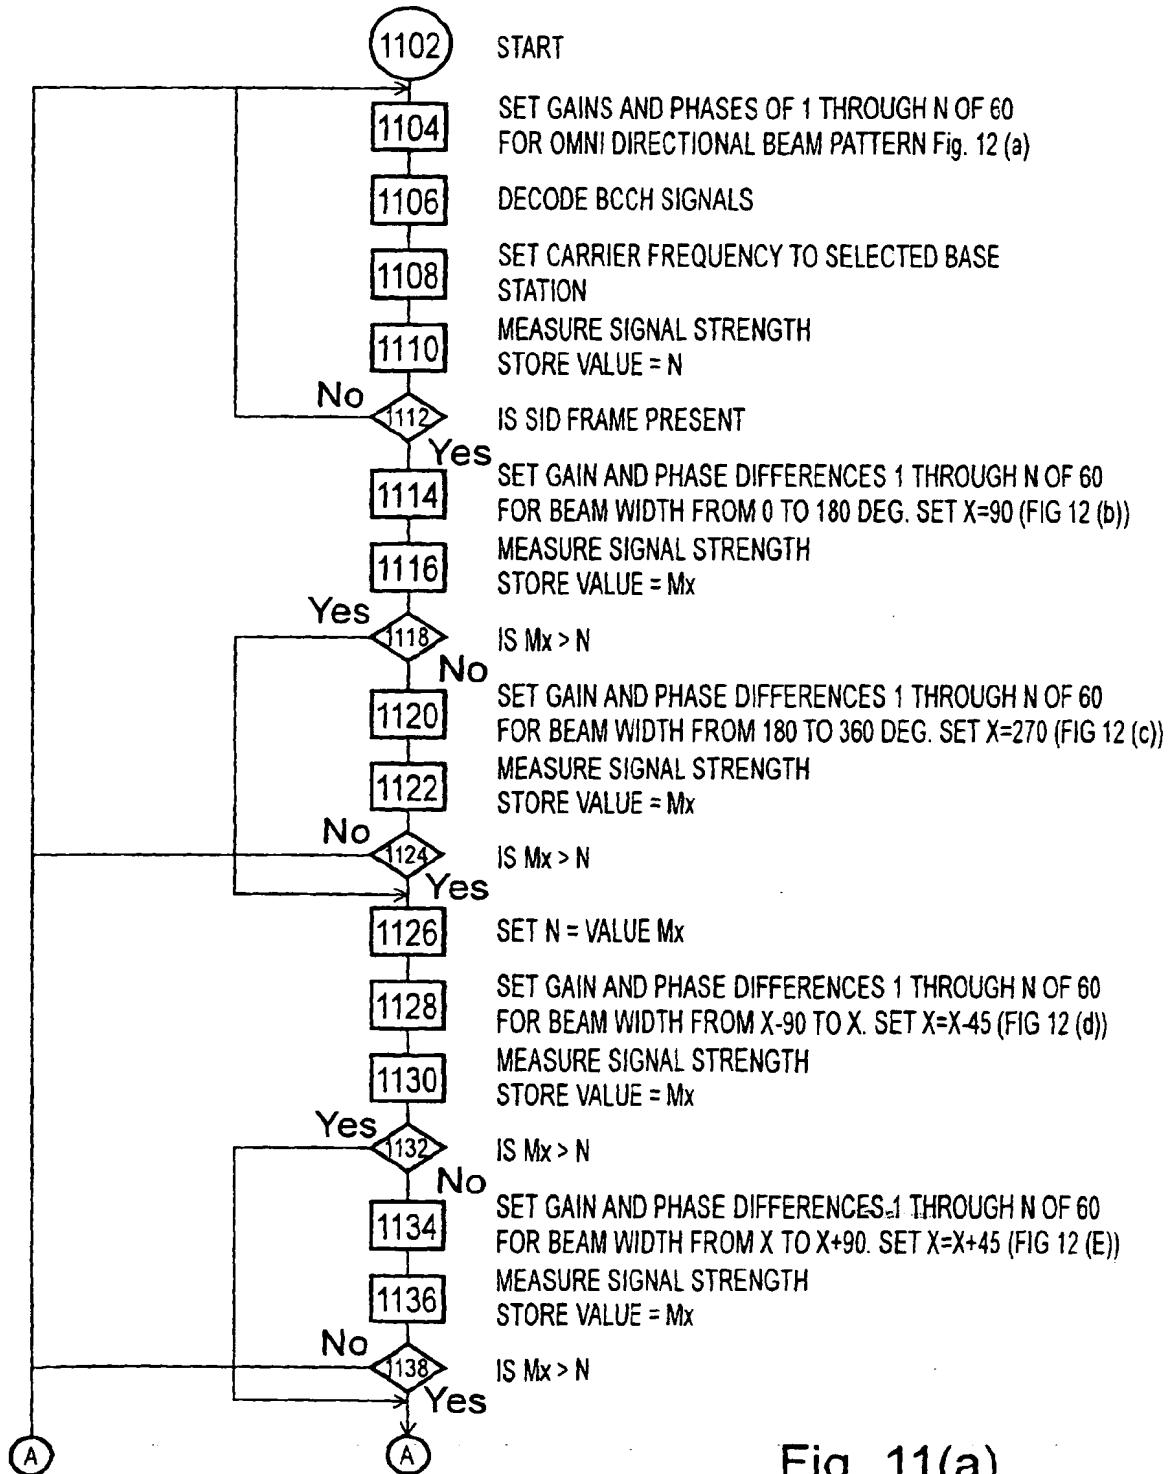 1102 START
1104 SET GAINS AND PHASES OF 1 THROUGH N OF 60
FOR OMNI DIRECTIONAL BEAM PATTERN Fig. 12 (a)
1106 DECODE BCCH SIGNALS
1108 SET CARRIER FREQUENCY TO SELECTED BASE
STATION
1110 MEASURE SIGNAL STRENGTH
STORE VALUE = N
No
1112 IS SID FRAME PRESENT
Yes
1114 SET GAIN AND PHASE DIFFERENCES 1 THROUGH N OF 60
FOR BEAM WIDTH FROM 0 TO 180 DEG. SET X=90 (FIG 12 (b))
1116 MEASURE SIGNAL STRENGTH
STORE VALUE = Mx
Yes
1118 IS Mx > N
No
1120 SET GAIN AND PHASE DIFFERENCES 1 THROUGH N OF 60
FOR BEAM WIDTH FROM 180 TO 360 DEG. SET X=270 (FIG 12 (c))
1122 MEASURE SIGNAL STRENGTH
STORE VALUE = Mx
No
1124 IS Mx > N
Yes
1126 SET N = VALUE Mx
1128 SET GAIN AND PHASE DIFFERENCES 1 THROUGH N OF 60
FOR BEAM WIDTH FROM X-90 TO X. SET X=X-45 (FIG 12 (d))
1130 MEASURE SIGNAL STRENGTH
STORE VALUE = Mx
Yes
1132 IS Mx > N
No
1134 SET GAIN AND PHASE DIFFERENCES 1 THROUGH N OF 60
FOR BEAM WIDTH FROM X TO X+90. SET X=X+45 (FIG 12 (E))
1136 MEASURE SIGNAL STRENGTH
STORE VALUE = Mx
No
1138 IS Mx > N
Yes
A A
Fig. 11(a)